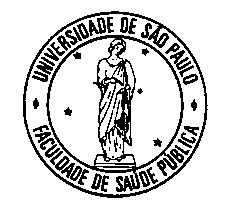 UNIVERSIDADE DE SÃO PAULO
FACULDADE DE SAÚDE PÚBLICA